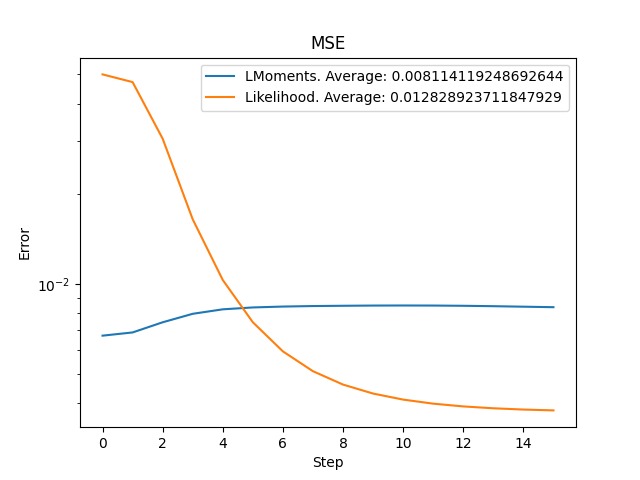 MSE
LMoments. Average: 0.008114119248692644
Likelihood. Average: 0.012828923711847929
Error
10⁻²
0 2 4 6 8 10 12 14
Step